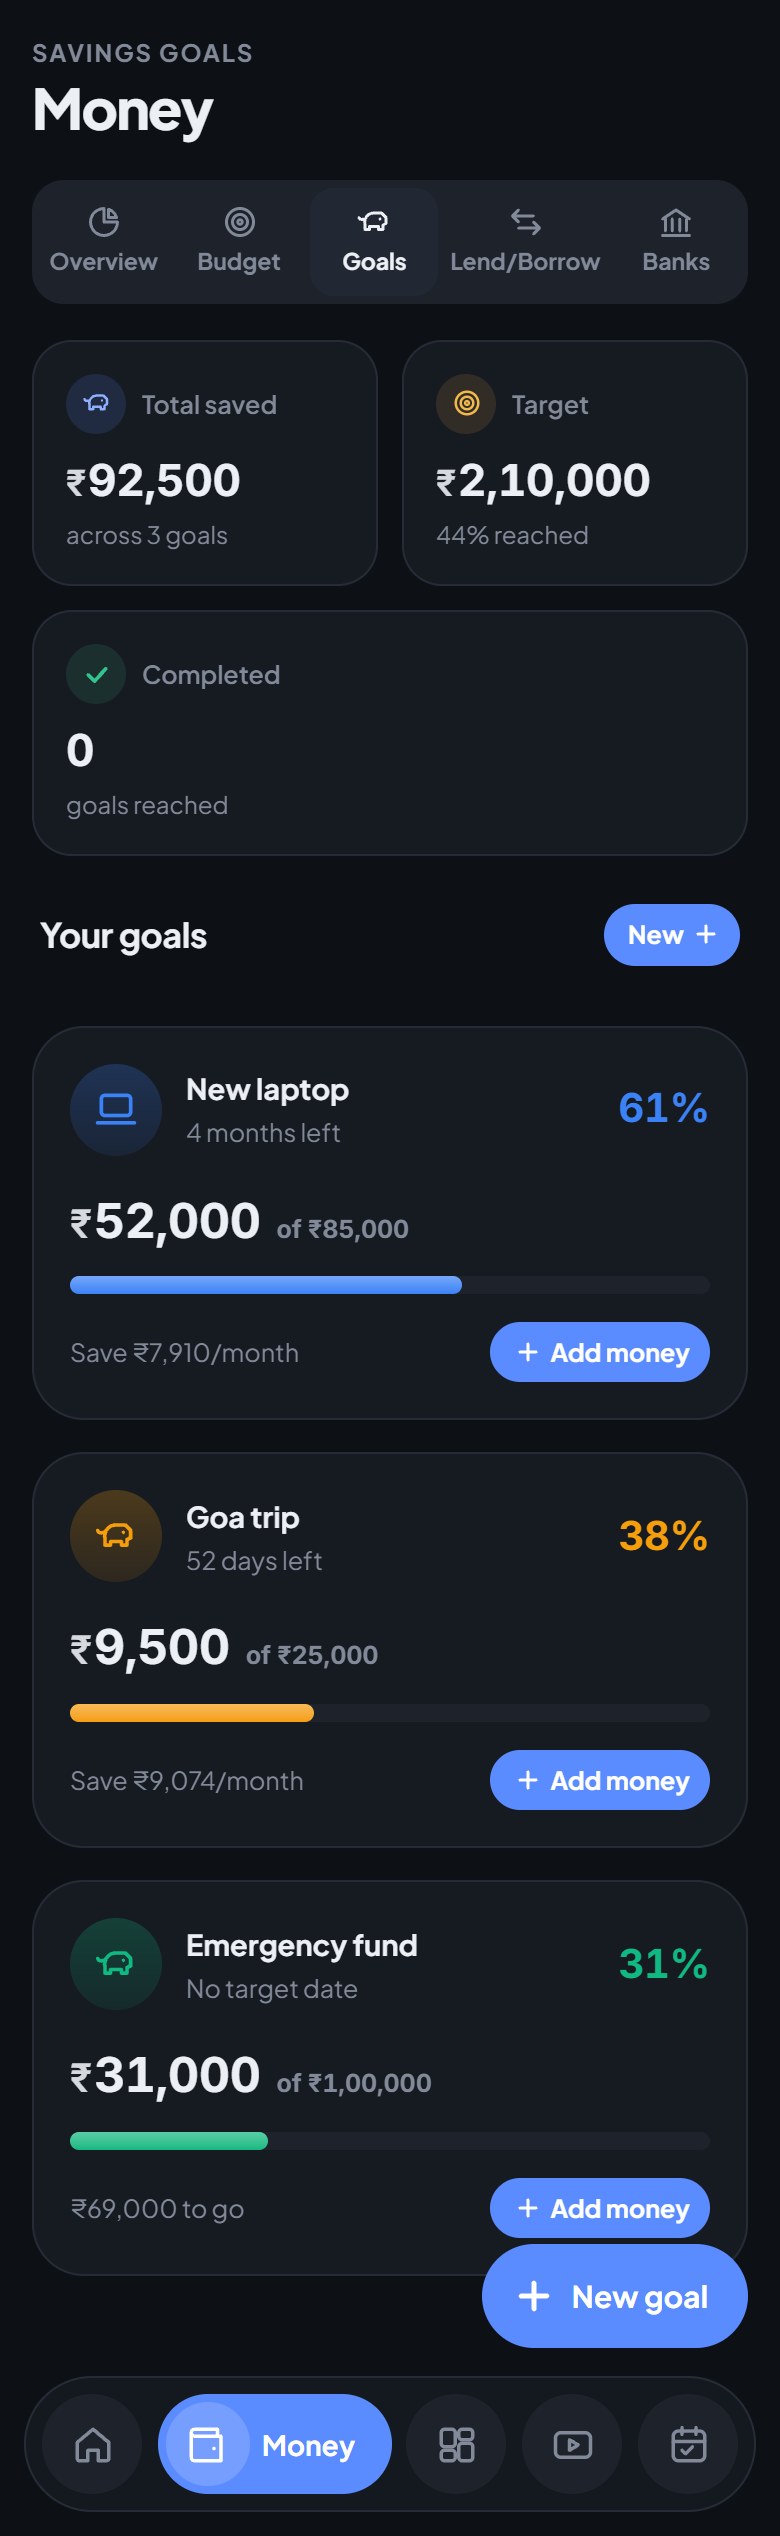 SAVINGS GOALS
Money
Overview Budget Goals Lend/Borrow Banks
Total saved
₹92,500
across 3 goals
Target
₹2,10,000
44% reached
Completed
0
goals reached
Your goals
New +
New laptop
4 months left
61%
₹52,000 of ₹85,000
Save ₹7,910/month
+ Add money
Goa trip
52 days left
38%
₹9,500 of ₹25,000
Save ₹9,074/month
+ Add money
Emergency fund
No target date
31%
₹31,000 of ₹1,00,000
₹69,000 to go
+ Add money
+ New goal
Money